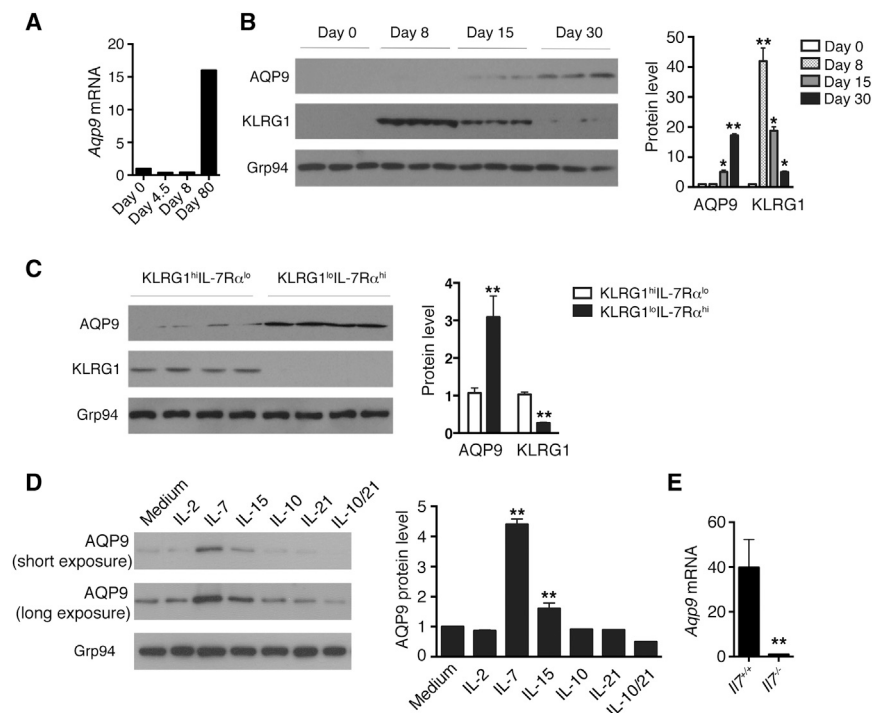 A
Aqp9 mRNA
20
15
10
5
0
Day 0
Day 4.5
Day 8
Day 80
B
Day 0 Day 8 Day 15 Day 30
AQP9
KLRG1
Grp94
Protein level
50
40
30
20
10
0
** ** * * *
AQP9 KLRG1
Day 0
Day 8
Day 15
Day 30
C
KLRG1hiIL-7Rαlo KLRG1loIL-7Rαhi
AQP9
KLRG1
Grp94
Protein level
4
3
2
1
0
** **
AQP9 KLRG1
KLRG1hiIL-7Rαlo
KLRG1loIL-7Rαhi
D
Medium IL-2 IL-7 IL-15 IL-10 IL-21 IL-10/21
AQP9
(short exposure)
AQP9
(long exposure)
Grp94
AQP9 protein level
5
4
3
2
1
0
** **
Medium
IL-2
IL-7
IL-15
IL-10
IL-21
IL-10/21
E
Aqp9 mRNA
60
40
20
0
**
Il7+/+
Il7-/-